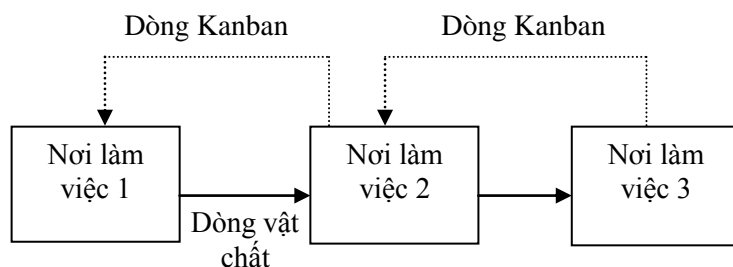 Dòng Kanban
Dòng Kanban
Nơi làm
việc 1
Nơi làm
việc 2
Nơi làm
việc 3
Dòng vật
chất